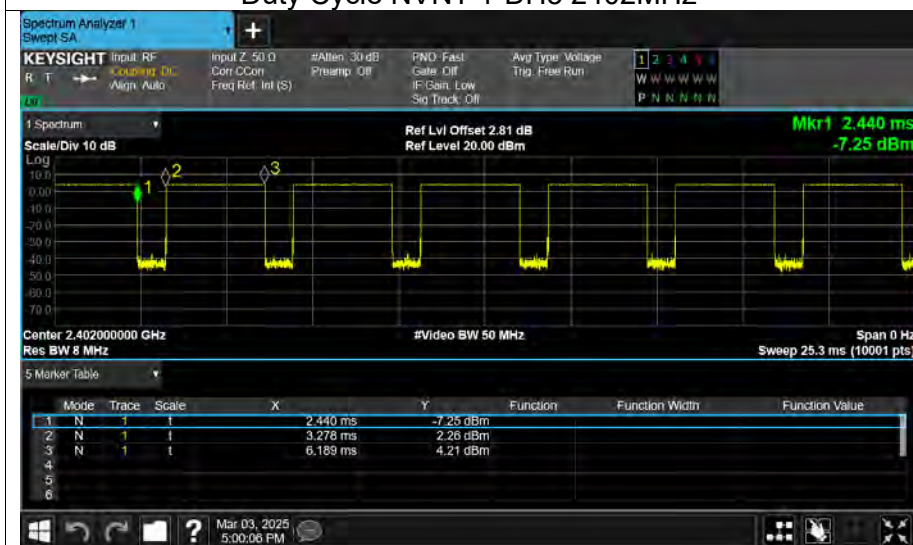 Duty Cycle NVNT 1-DH5 2402MHz
Spectrum Analyzer 1
Swept SA
+
KEYSIGHT Input: RF Input Z: 50 Ω #Atten: 30 dB PNO: Fast Avg Type: Voltage 1 2 3 4 5 6
R T Coupling: DC Corr CCorr Preamp: Off Gate: Off Trig: Free Run W W W W W W
Align: Auto Freq Ref: Int (S) IF Gain: Low
Sig Track: Off P N N N N N
1 Spectrum Ref Lvl Offset 2.81 dB Mkr1 2.440 ms
Scale/Div 10 dB Ref Level 20.00 dBm -7.25 dBm
Log
10.0
0.00
-10.0
-20.0
-30.0
-40.0
-50.0
-60.0
-70.0
1 2 3
Center 2.402000000 GHz #Video BW 50 MHz Span 0 Hz
Res BW 8 MHz Sweep 25.3 ms (10001 pts)
5 Marker Table
Mode Trace Scale X Y Function Function Width Function Value
1 N 1 t 2.440 ms -7.25 dBm
2 N 1 t 3.278 ms 2.26 dBm
3 N 1 t 6.189 ms 4.21 dBm
4
5
6
? Mar 03, 2025
5:00:06 PM